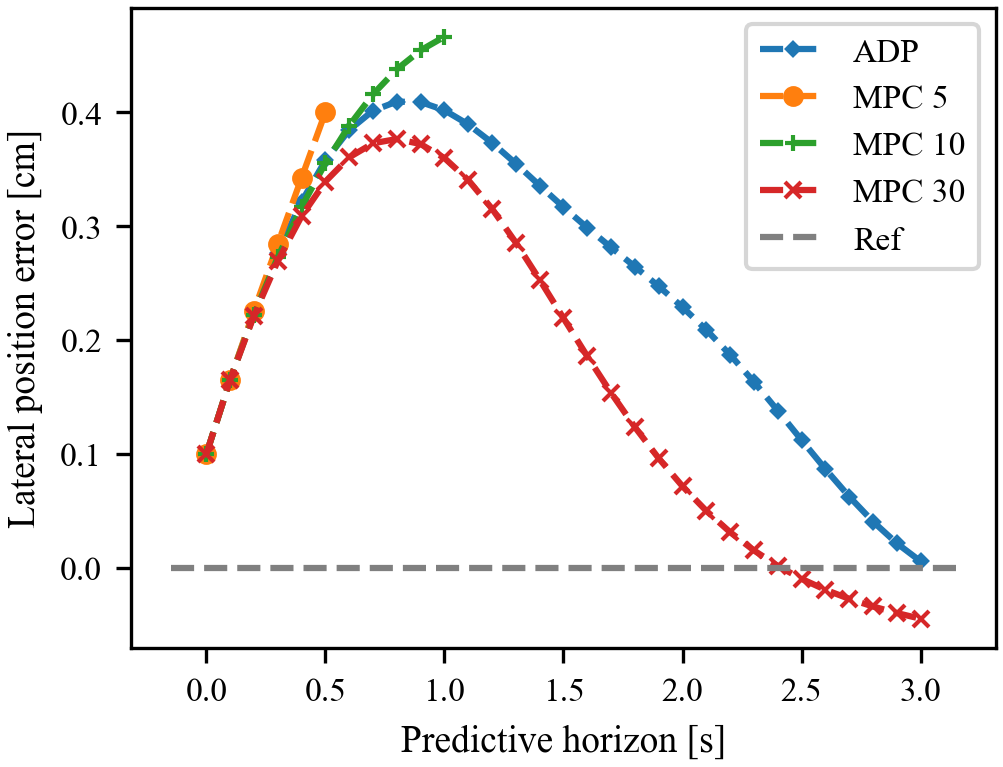 Lateral position error [cm]
0.4
0.3
0.2
0.1
0.0
ADP
MPC 5
MPC 10
MPC 30
Ref
0.0 0.5 1.0 1.5 2.0 2.5 3.0
Predictive horizon [s]